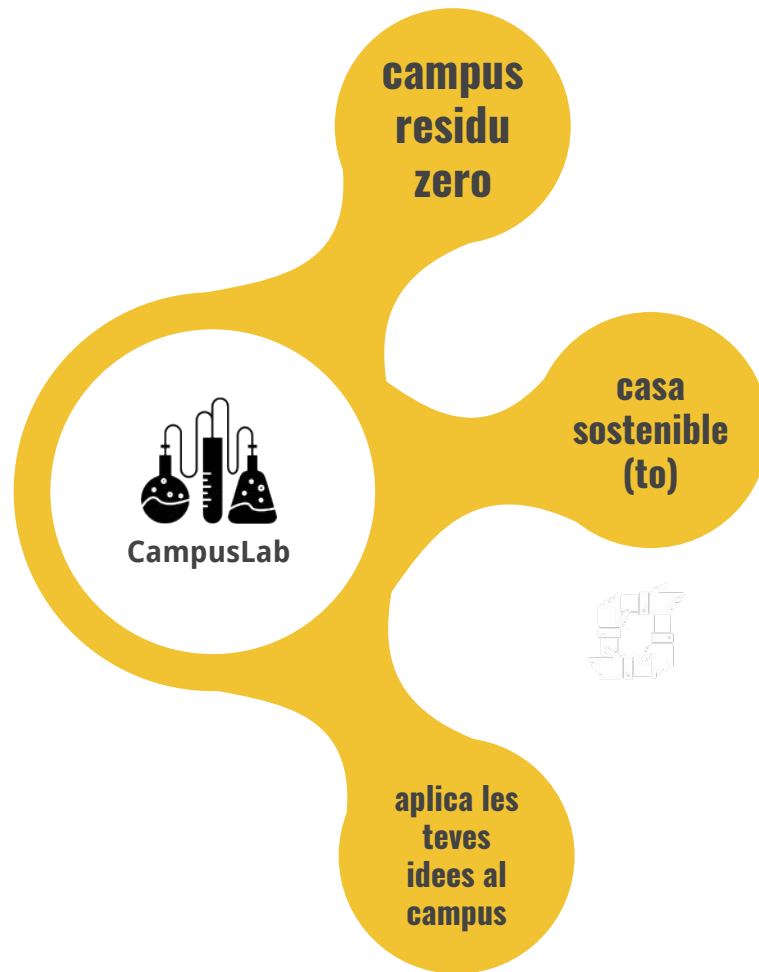 campus
residu
zero
casa
sostenible
(to)
CampusLab
aplica les
teves
idees al
campus